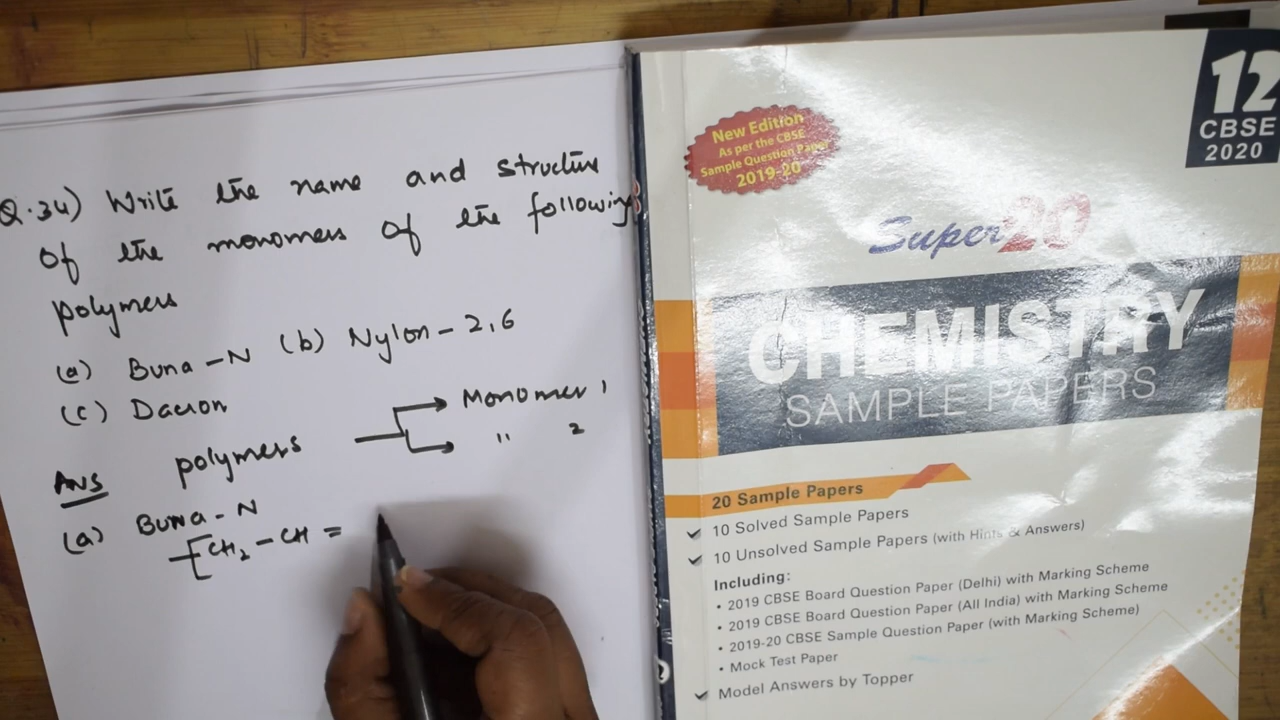 Q.34) Write the name and structure
of the monomers of the following
polymers
(a) Buna-N (b) Nylon-2,6
(c) Dacron
Ans polymers → Monomer 1
→ " 2
(a) Buna-N
-[CH₂-CH=
12
CBSE
2020
New Edition
As per the CBSE
Sample Question Paper
2019-20
Super 20
CHEMISTRY
SAMPLE PAPERS
20 Sample Papers
✓ 10 Solved Sample Papers
✓ 10 Unsolved Sample Papers (with Hints & Answers)
Including:
• 2019 CBSE Board Question Paper (Delhi) with Marking Scheme
• 2019 CBSE Board Question Paper (All India) with Marking Scheme
• 2019-20 CBSE Sample Question Paper (with Marking Scheme)
• Mock Test Paper
✓ Model Answers by Topper